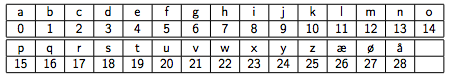 a b c d e f g h i j k l m n o
0 1 2 3 4 5 6 7 8 9 10 11 12 13 14
p q r s t u v w x y z æ ø å
15 16 17 18 19 20 21 22 23 24 25 26 27 28